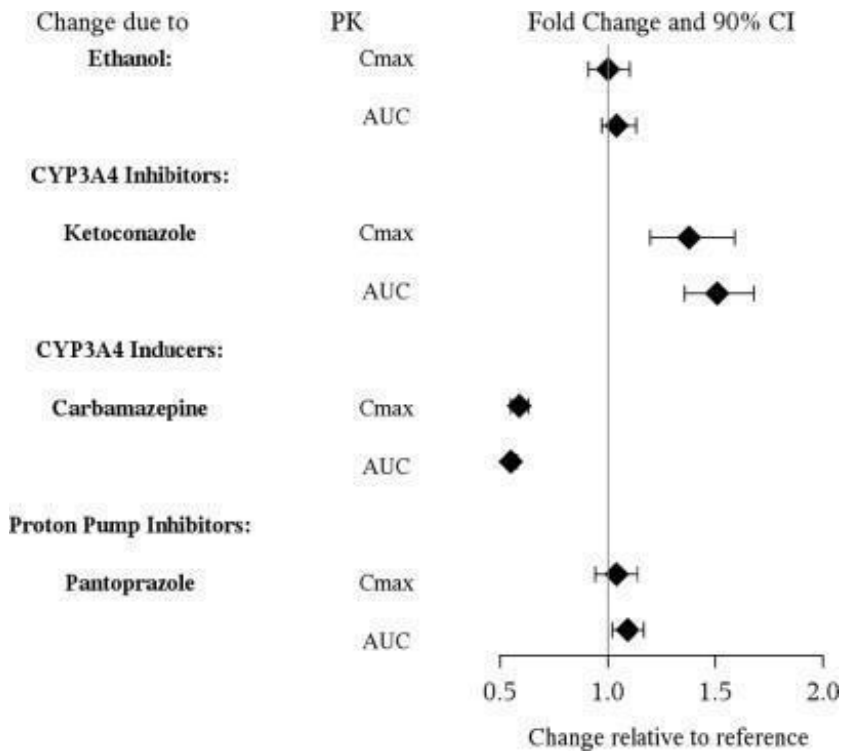 Change due to PK Fold Change and 90% CI
Ethanol: Cmax
AUC
CYP3A4 Inhibitors:
Ketoconazole Cmax
AUC
CYP3A4 Inducers:
Carbamazepine Cmax
AUC
Proton Pump Inhibitors:
Pantoprazole Cmax
AUC
0.5 1.0 1.5 2.0
Change relative to reference